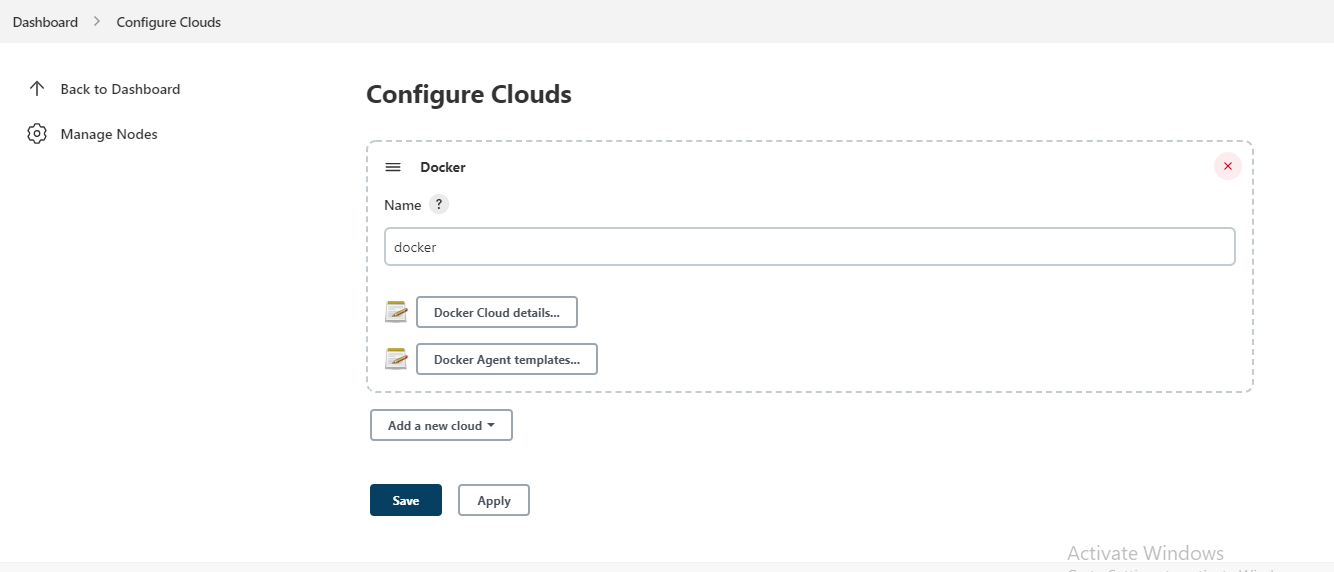 Dashboard > Configure Clouds
Back to Dashboard
Manage Nodes
Configure Clouds
Docker
Name ?
docker
Docker Cloud details...
Docker Agent templates...
Add a new cloud
Save Apply
Activate Windows